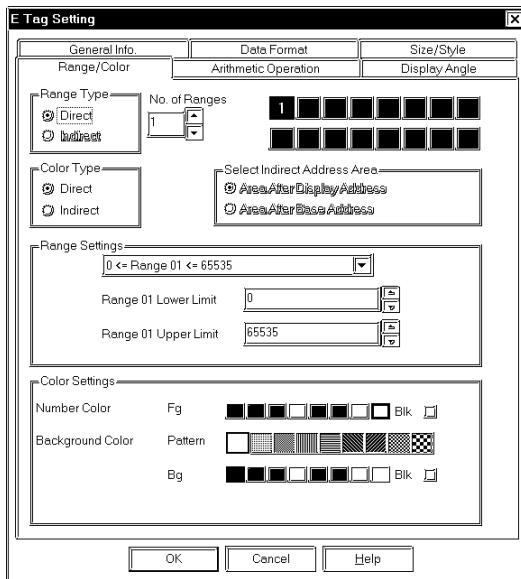 E Tag Setting
General Info. Data Format Size/Style
Range/Color Arithmetic Operation Display Angle
Range Type No. of Ranges
Direct 1 1
Indirect
Color Type Select Indirect Address Area
Direct Area After Display Address
Indirect Area After Base Address
Range Settings
0 <= Range 01 <= 65535
Range 01 Lower Limit 0
Range 01 Upper Limit 65535
Color Settings
Number Color Fg Blk
Background Color Pattern
Bg Blk
OK Cancel Help